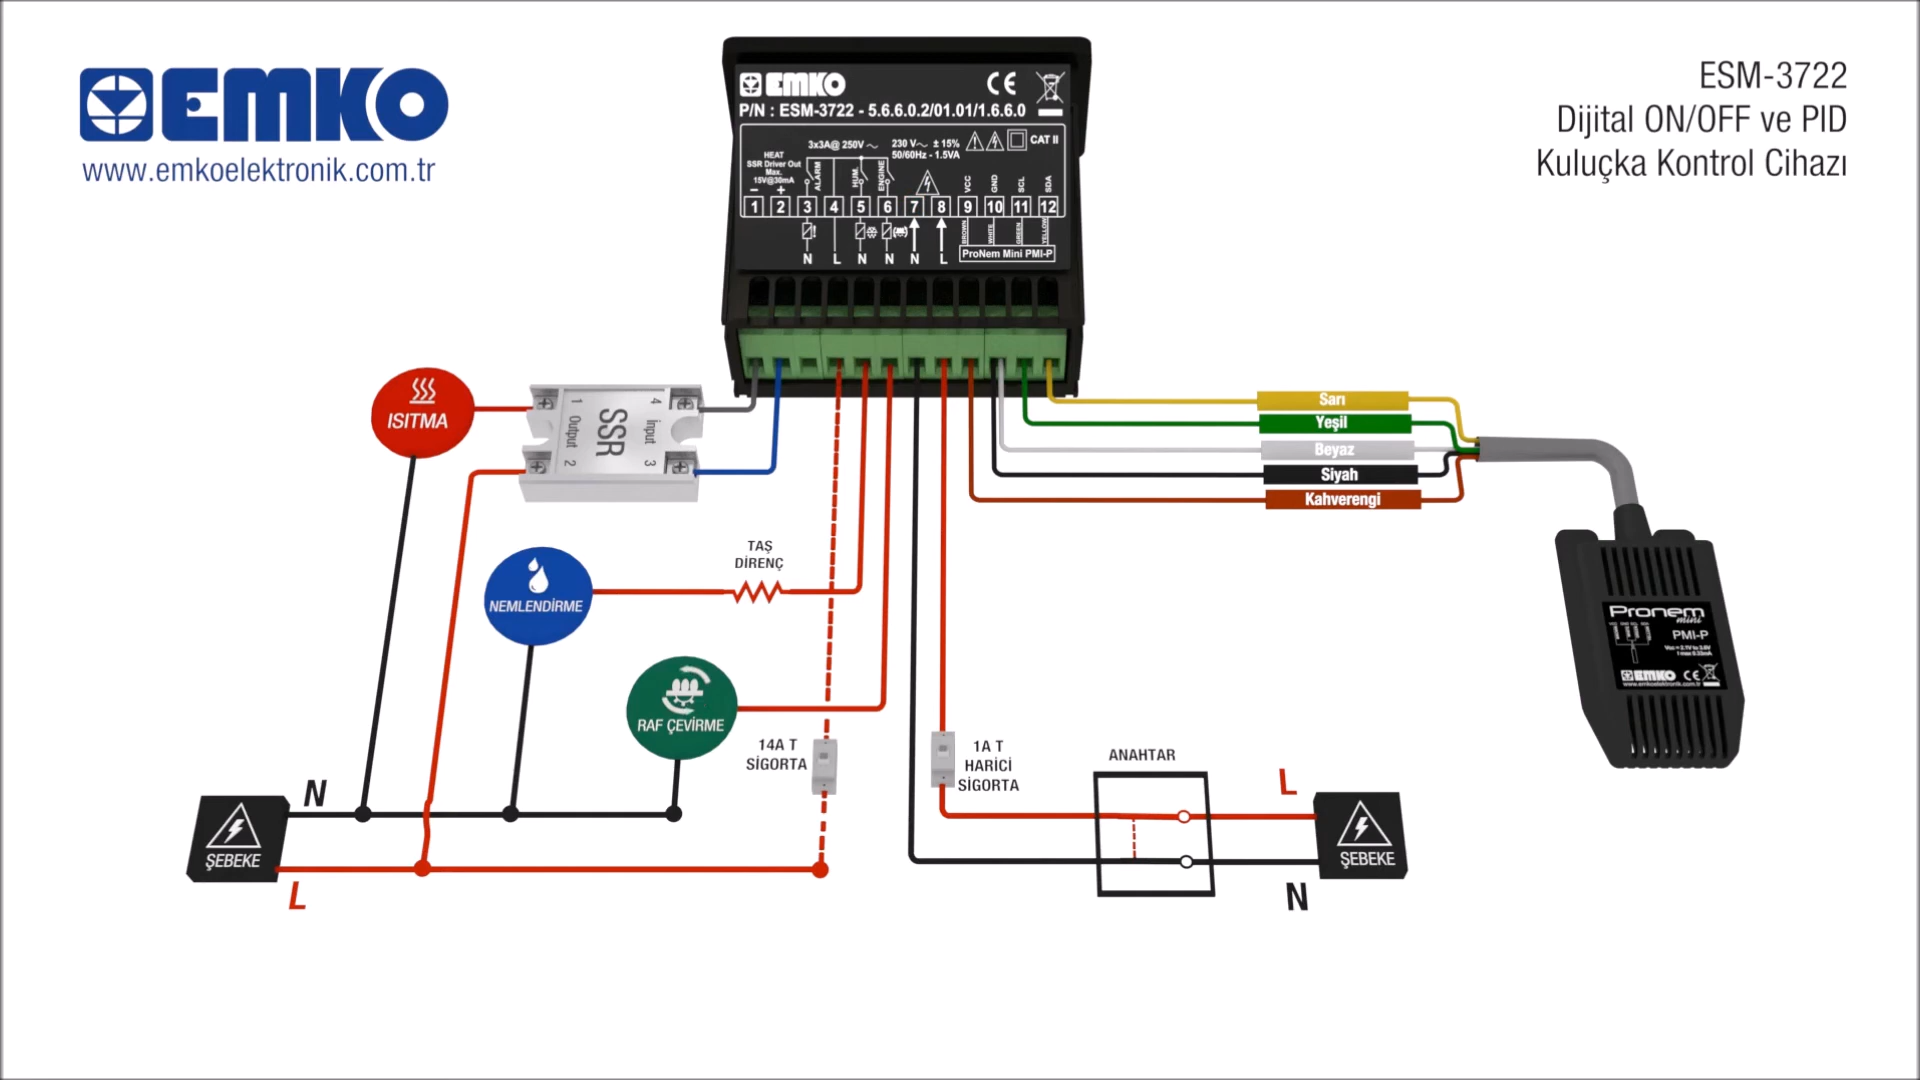 EMKO
www.emkoelektronik.com.tr
ESM-3722
Dijital ON/OFF ve PID
Kuluçka Kontrol Cihazı
EMKO
P/N : ESM-3722 - 5.6.6.0.2/01.01/1.6.6.0
HEAT
SSR Driver Out
Max.
15V@30mA
3x3A@ 250V ~
230 V~ ± 15%
50/60Hz - 1.5VA
CAT II
ALARM
HUM.
ENGINE
VCC
GND
SCL
SDA
− +
1 2 3 4 5 6 7 8 9 10 11 12
BROWN
WHITE
GREEN
YELLOW
N L N N N L
ProNem Mini PMI-P
ISITMA
1
Output
2
SSR
4
İnput
3
Sarı
Yeşil
Beyaz
Siyah
Kahverengi
TAŞ
DİRENÇ
NEMLENDİRME
RAF ÇEVİRME
14A T
SİGORTA
1A T
HARİCİ
SİGORTA
ANAHTAR
N
ŞEBEKE
L
L
ŞEBEKE
N
Pronem
mini
PMI-P
EMKO
www.emkoelektronik.com.tr